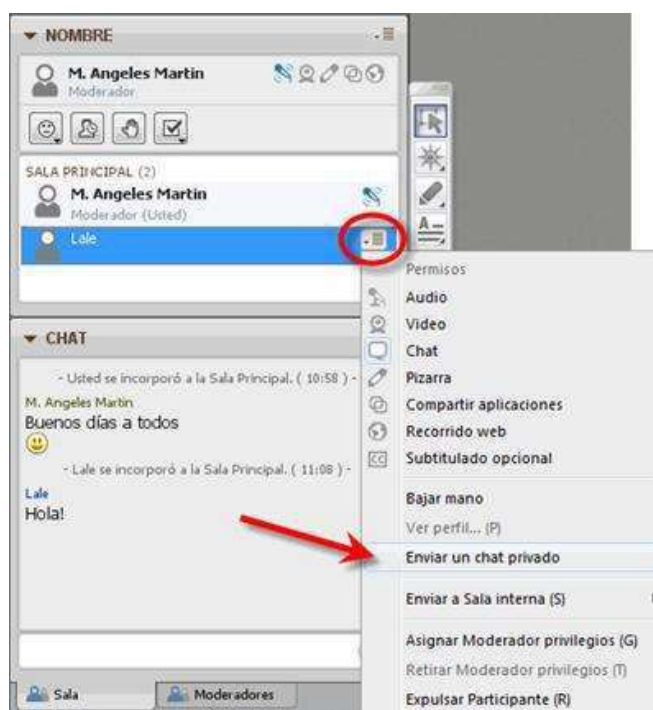 NOMBRE
M. Angeles Martin
Moderador
SALA PRINCIPAL (2)
M. Angeles Martin
Moderador (Usted)
Lale
A
Permisos
Audio
Video
Chat
Pizarra
Compartir aplicaciones
Recorrido web
CC Subtitulado opcional
Bajar mano
Ver perfil... (P)
Enviar un chat privado
Enviar a Sala interna (S)
Asignar Moderador privilegios (G)
Retirar Moderador privilegios (T)
Expulsar Participante (R)
CHAT
- Usted se incorporó a la Sala Principal. ( 10:58 ) -
M. Angeles Martin
Buenos días a todos
- Lale se incorporó a la Sala Principal. ( 11:08 ) -
Lale
Hola!
Sala
Moderadores